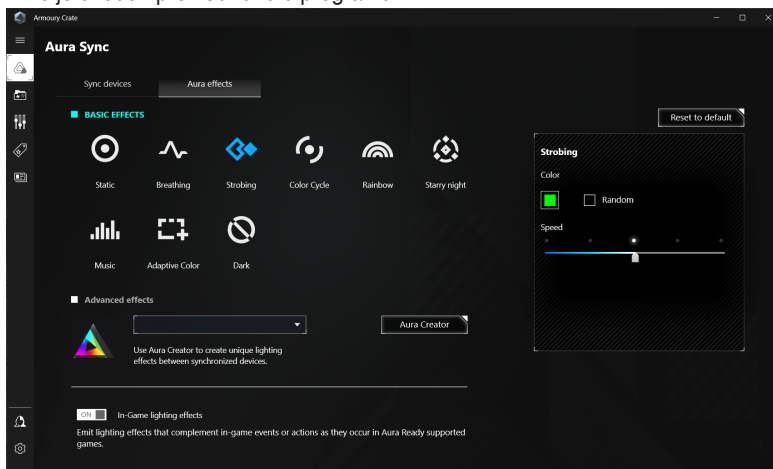 Armoury Crate
Aura Sync
Sync devices
Aura effects
BASIC EFFECTS
Reset to default
Static
Breathing
Strobing
Color Cycle
Rainbow
Starry night
Music
Adaptive Color
Dark
Strobing
Color
Random
Speed
Advanced effects
Aura Creator
Use Aura Creator to create unique lighting
effects between synchronized devices.
ON
In-Game lighting effects
Emit lighting effects that complement in-game events or actions as they occur in Aura Ready supported
games.